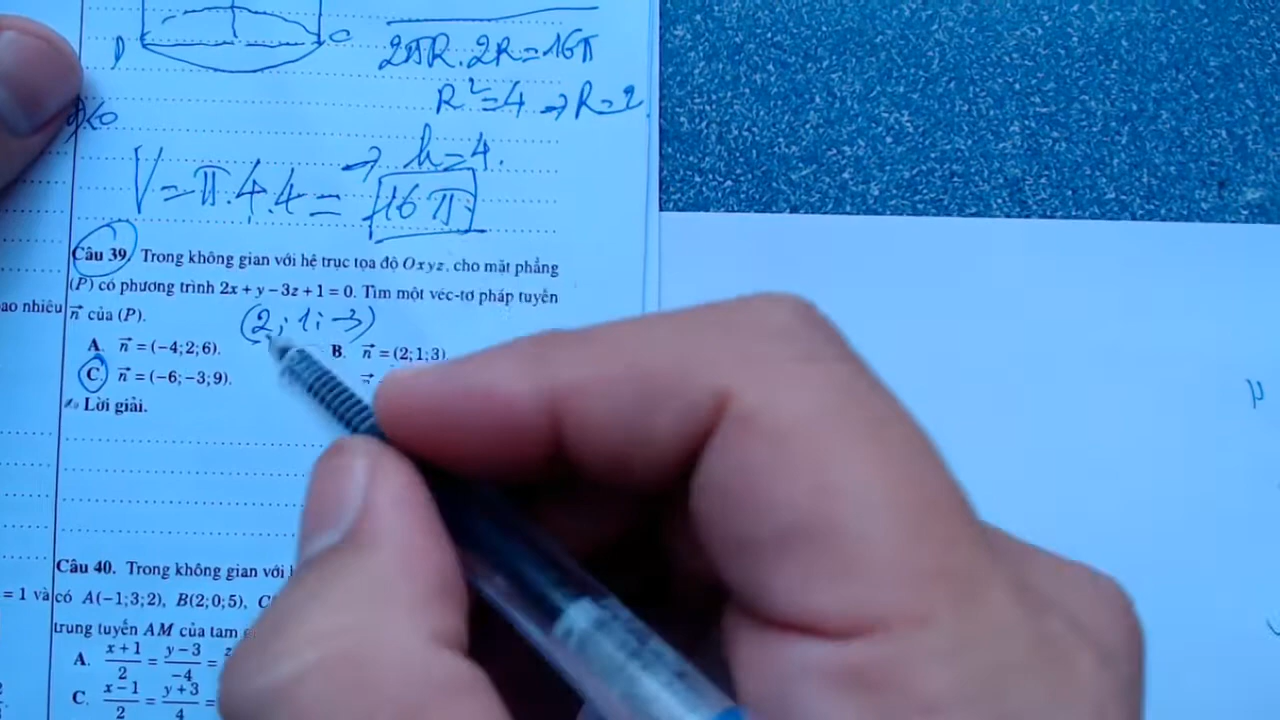 D C
2πR.2R=16π
R²=4 → R=2
→ h=4.
V=π.4.4= 16π
Câu 39. Trong không gian với hệ trục tọa độ Oxyz, cho mặt phẳng
(P) có phương trình 2x + y − 3z + 1 = 0. Tìm một véc-tơ pháp tuyến
ao nhiêu
n⃗ của (P).
(2; 1; -3)
A. n⃗ = (−4;2;6).
B. n⃗ = (2;1;3).
C. n⃗ = (−6;−3;9).
Lời giải.
Câu 40. Trong không gian với
= 1 và
có A(−1;3;2), B(2;0;5), C
trung tuyến AM của tam
A. (x+1)/2 = (y−3)/−4 =
C. (x−1)/2 = (y+3)/4 =